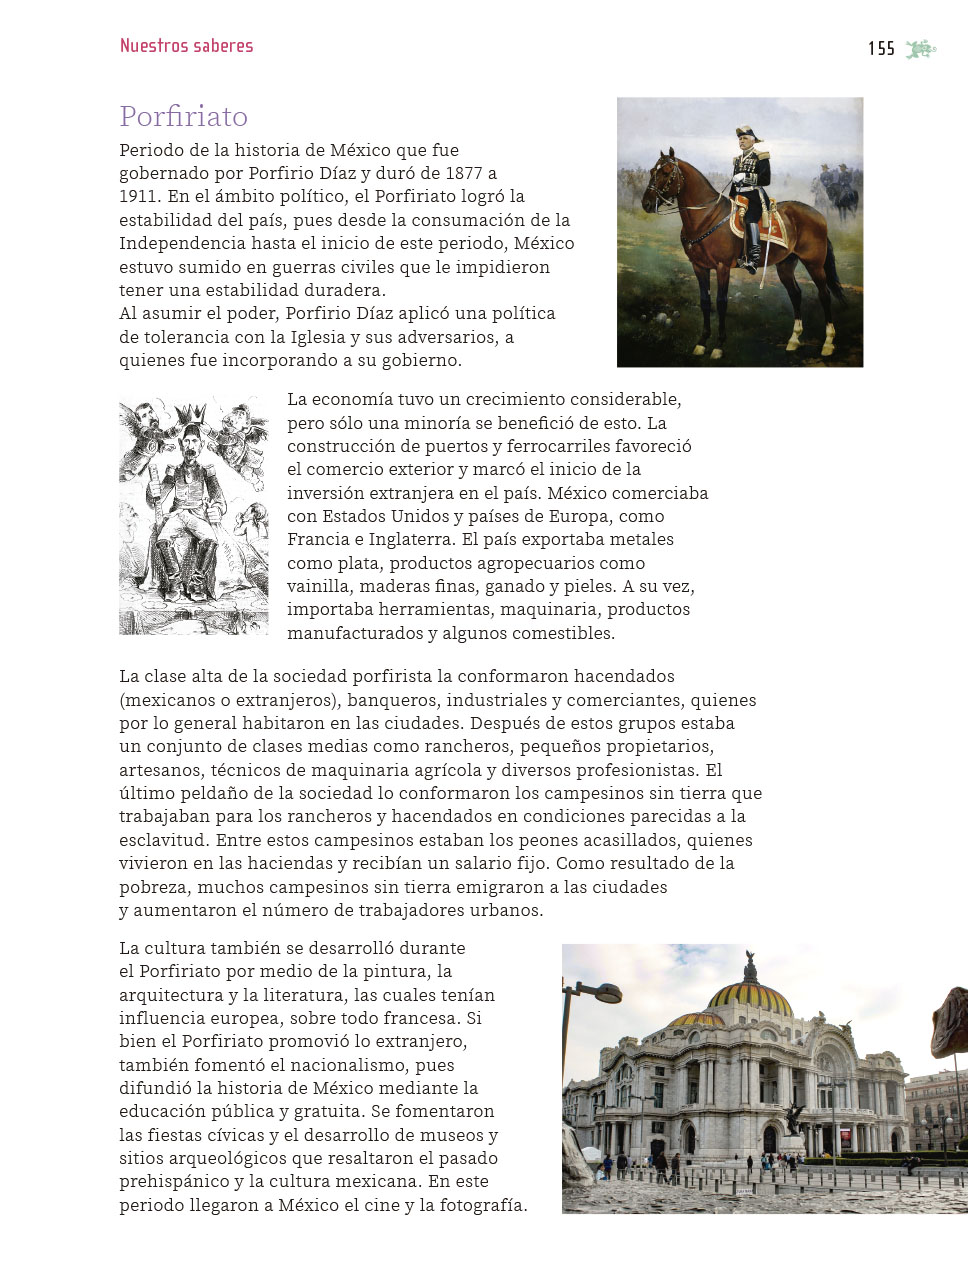 Nuestros saberes
155
Porfiriato
Periodo de la historia de México que fue
gobernado por Porfirio Díaz y duró de 1877 a
1911. En el ámbito político, el Porfiriato logró la
estabilidad del país, pues desde la consumación de la
Independencia hasta el inicio de este periodo, México
estuvo sumido en guerras civiles que le impidieron
tener una estabilidad duradera.
Al asumir el poder, Porfirio Díaz aplicó una política
de tolerancia con la Iglesia y sus adversarios, a
quienes fue incorporando a su gobierno.
La economía tuvo un crecimiento considerable,
pero sólo una minoría se benefició de esto. La
construcción de puertos y ferrocarriles favoreció
el comercio exterior y marcó el inicio de la
inversión extranjera en el país. México comerciaba
con Estados Unidos y países de Europa, como
Francia e Inglaterra. El país exportaba metales
como plata, productos agropecuarios como
vainilla, maderas finas, ganado y pieles. A su vez,
importaba herramientas, maquinaria, productos
manufacturados y algunos comestibles.
La clase alta de la sociedad porfirista la conformaron hacendados
(mexicanos o extranjeros), banqueros, industriales y comerciantes, quienes
por lo general habitaron en las ciudades. Después de estos grupos estaba
un conjunto de clases medias como rancheros, pequeños propietarios,
artesanos, técnicos de maquinaria agrícola y diversos profesionistas. El
último peldaño de la sociedad lo conformaron los campesinos sin tierra que
trabajaban para los rancheros y hacendados en condiciones parecidas a la
esclavitud. Entre estos campesinos estaban los peones acasillados, quienes
vivieron en las haciendas y recibían un salario fijo. Como resultado de la
pobreza, muchos campesinos sin tierra emigraron a las ciudades
y aumentaron el número de trabajadores urbanos.
La cultura también se desarrolló durante
el Porfiriato por medio de la pintura, la
arquitectura y la literatura, las cuales tenían
influencia europea, sobre todo francesa. Si
bien el Porfiriato promovió lo extranjero,
también fomentó el nacionalismo, pues
difundió la historia de México mediante la
educación pública y gratuita. Se fomentaron
las fiestas cívicas y el desarrollo de museos y
sitios arqueológicos que resaltaron el pasado
prehispánico y la cultura mexicana. En este
periodo llegaron a México el cine y la fotografía.